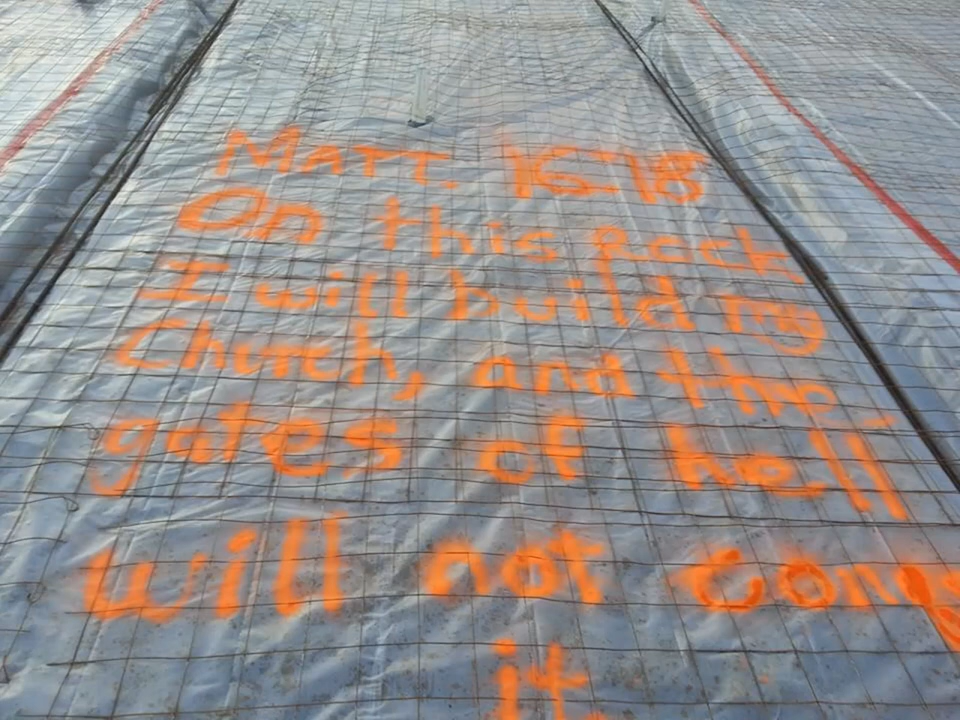 MATT. 16-18
On this Rock
I will build my
Church, and the
gates of hell
will not
it